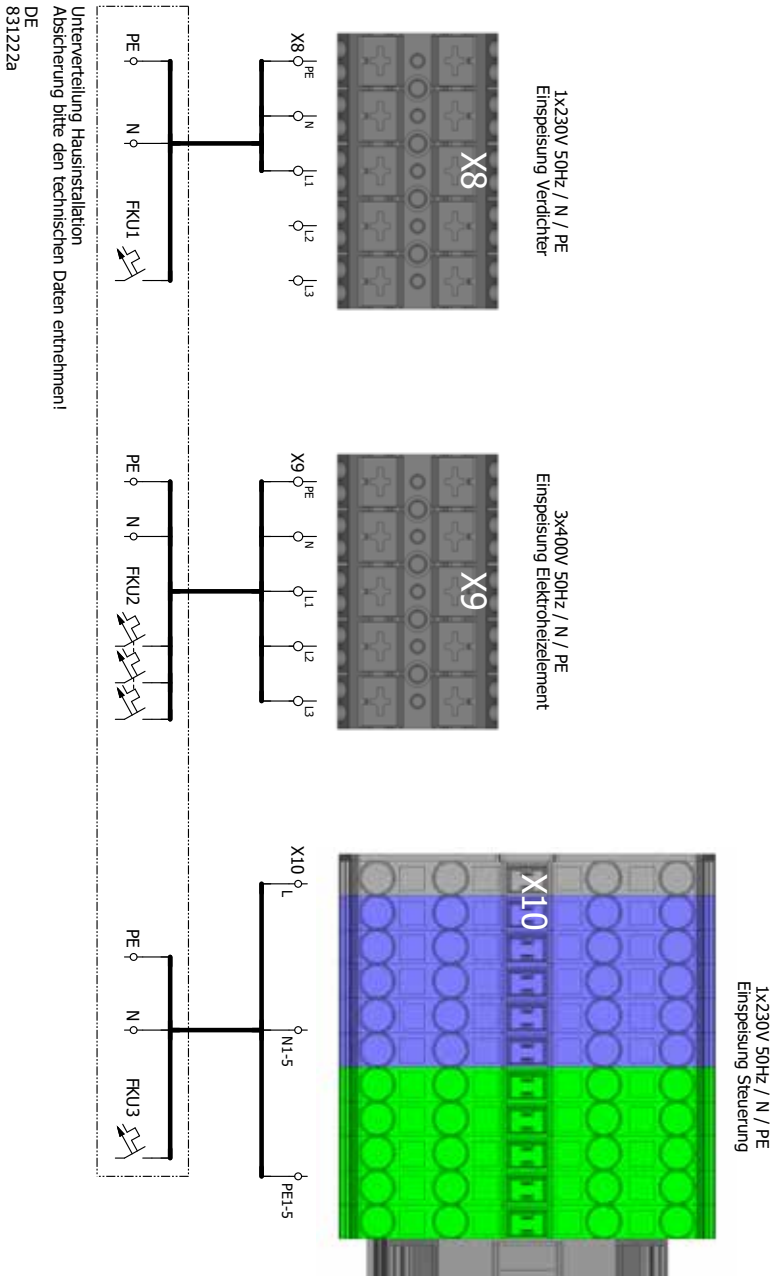 1x230V 50Hz / N / PE
Einspeisung Verdichter
X8
X8
PE
N
L1
L2
L3
PE
N
FKU1
3x400V 50Hz / N / PE
Einspeisung Elektroheizelement
X9
X9
PE
N
L1
L2
L3
PE
N
FKU2
1x230V 50Hz / N / PE
Einspeisung Steuerung
X10
X10
L
N1-5
PE1-5
PE
N
FKU3
Unterverteilung Hausinstallation
Absicherung bitte den technischen Daten entnehmen!
DE
831222a